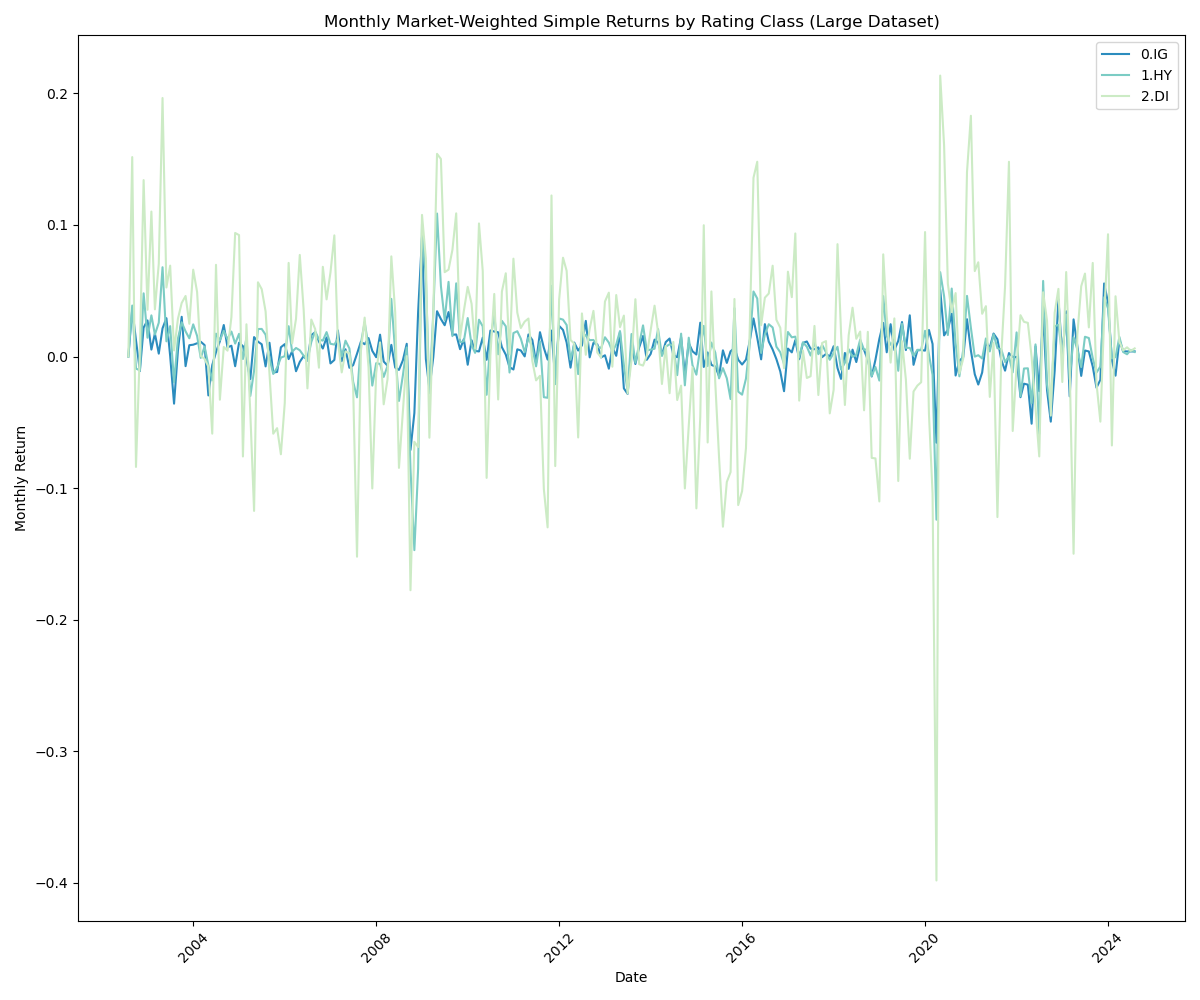 Monthly Market-Weighted Simple Returns by Rating Class (Large Dataset)
0.IG
1.HY
2.DI
0.2
0.1
0.0
−0.1
−0.2
−0.3
−0.4
Monthly Return
2004
2008
2012
2016
2020
2024
Date